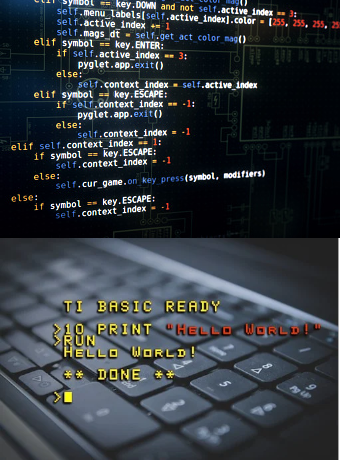 elif symbol == key.DOWN and not self.active_index == 3:
self.menu_labels[self.active_index].color = [255, 255, 255, 25
self.active_index += 1
self.mags_dt = self.get_act_color_mag()
elif symbol == key.ENTER:
if self.active_index == 3:
pyglet.app.exit()
else:
self.context_index = self.active_index
elif symbol == key.ESCAPE:
if self.context_index == -1:
pyglet.app.exit()
else:
self.context_index = -1
elif self.context_index == 1:
if symbol == key.ESCAPE:
self.context_index = -1
else:
self.cur_game.on_key_press(symbol, modifiers)
else:
if symbol == key.ESCAPE:
self.context_index = -1
TI BASIC READY
>10 PRINT "Hello World!"
>RUN
Hello World!
** DONE **
>